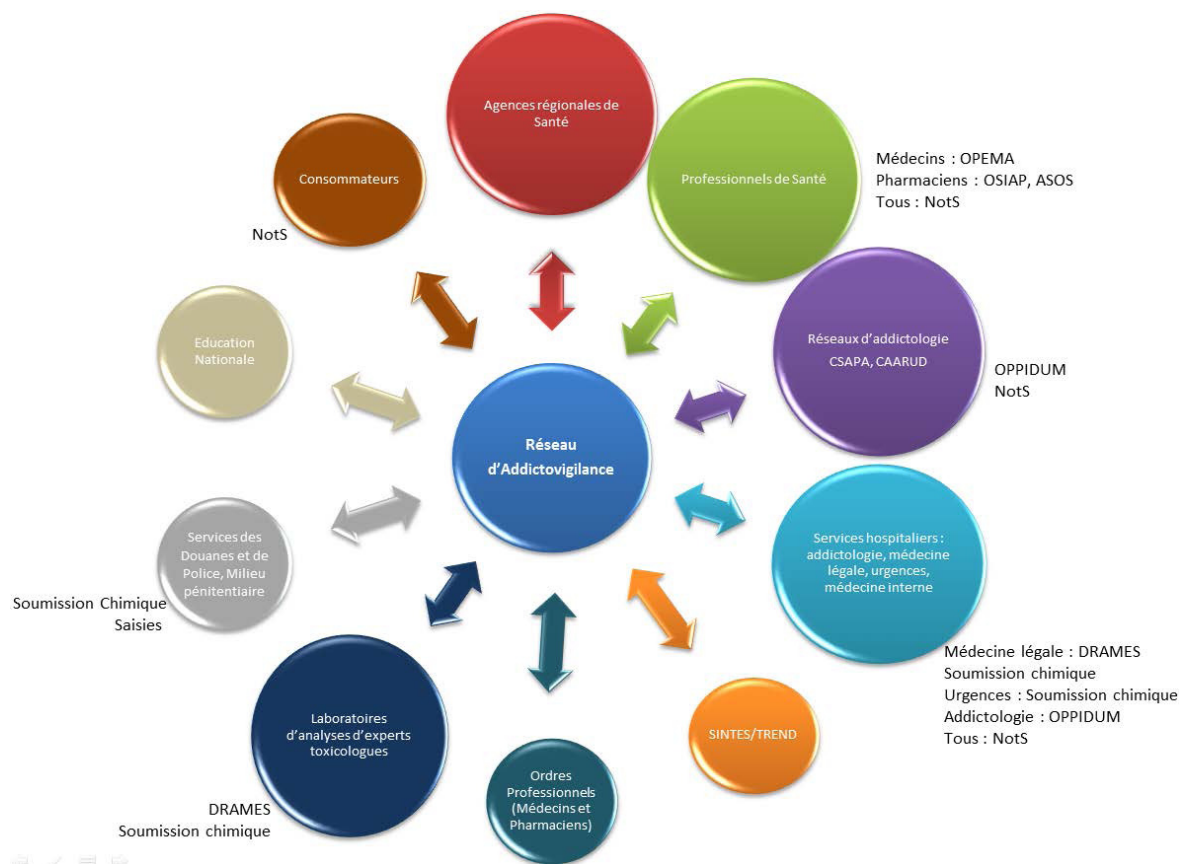 Agences régionales de
Santé
Professionnels de Santé
Médecins : OPEMA
Pharmaciens : OSIAP, ASOS
Tous : NotS
Consommateurs
NotS
Education
Nationale
Réseaux d'addictologie
CSAPA, CAARUD
OPPIDUM
NotS
Réseau
d'Addictovigilance
Services des
Douanes et de
Police, Milieu
pénitentiaire
Soumission Chimique
Saisies
Services hospitaliers :
addictologie, médecine
légale, urgences,
médecine interne
Médecine légale : DRAMES
Soumission chimique
Urgences : Soumission chimique
Addictologie : OPPIDUM
Tous : NotS
Laboratoires
d'analyses d'experts
toxicologues
DRAMES
Soumission chimique
Ordres
Professionnels
(Médecins et
Pharmaciens)
SINTES/TREND